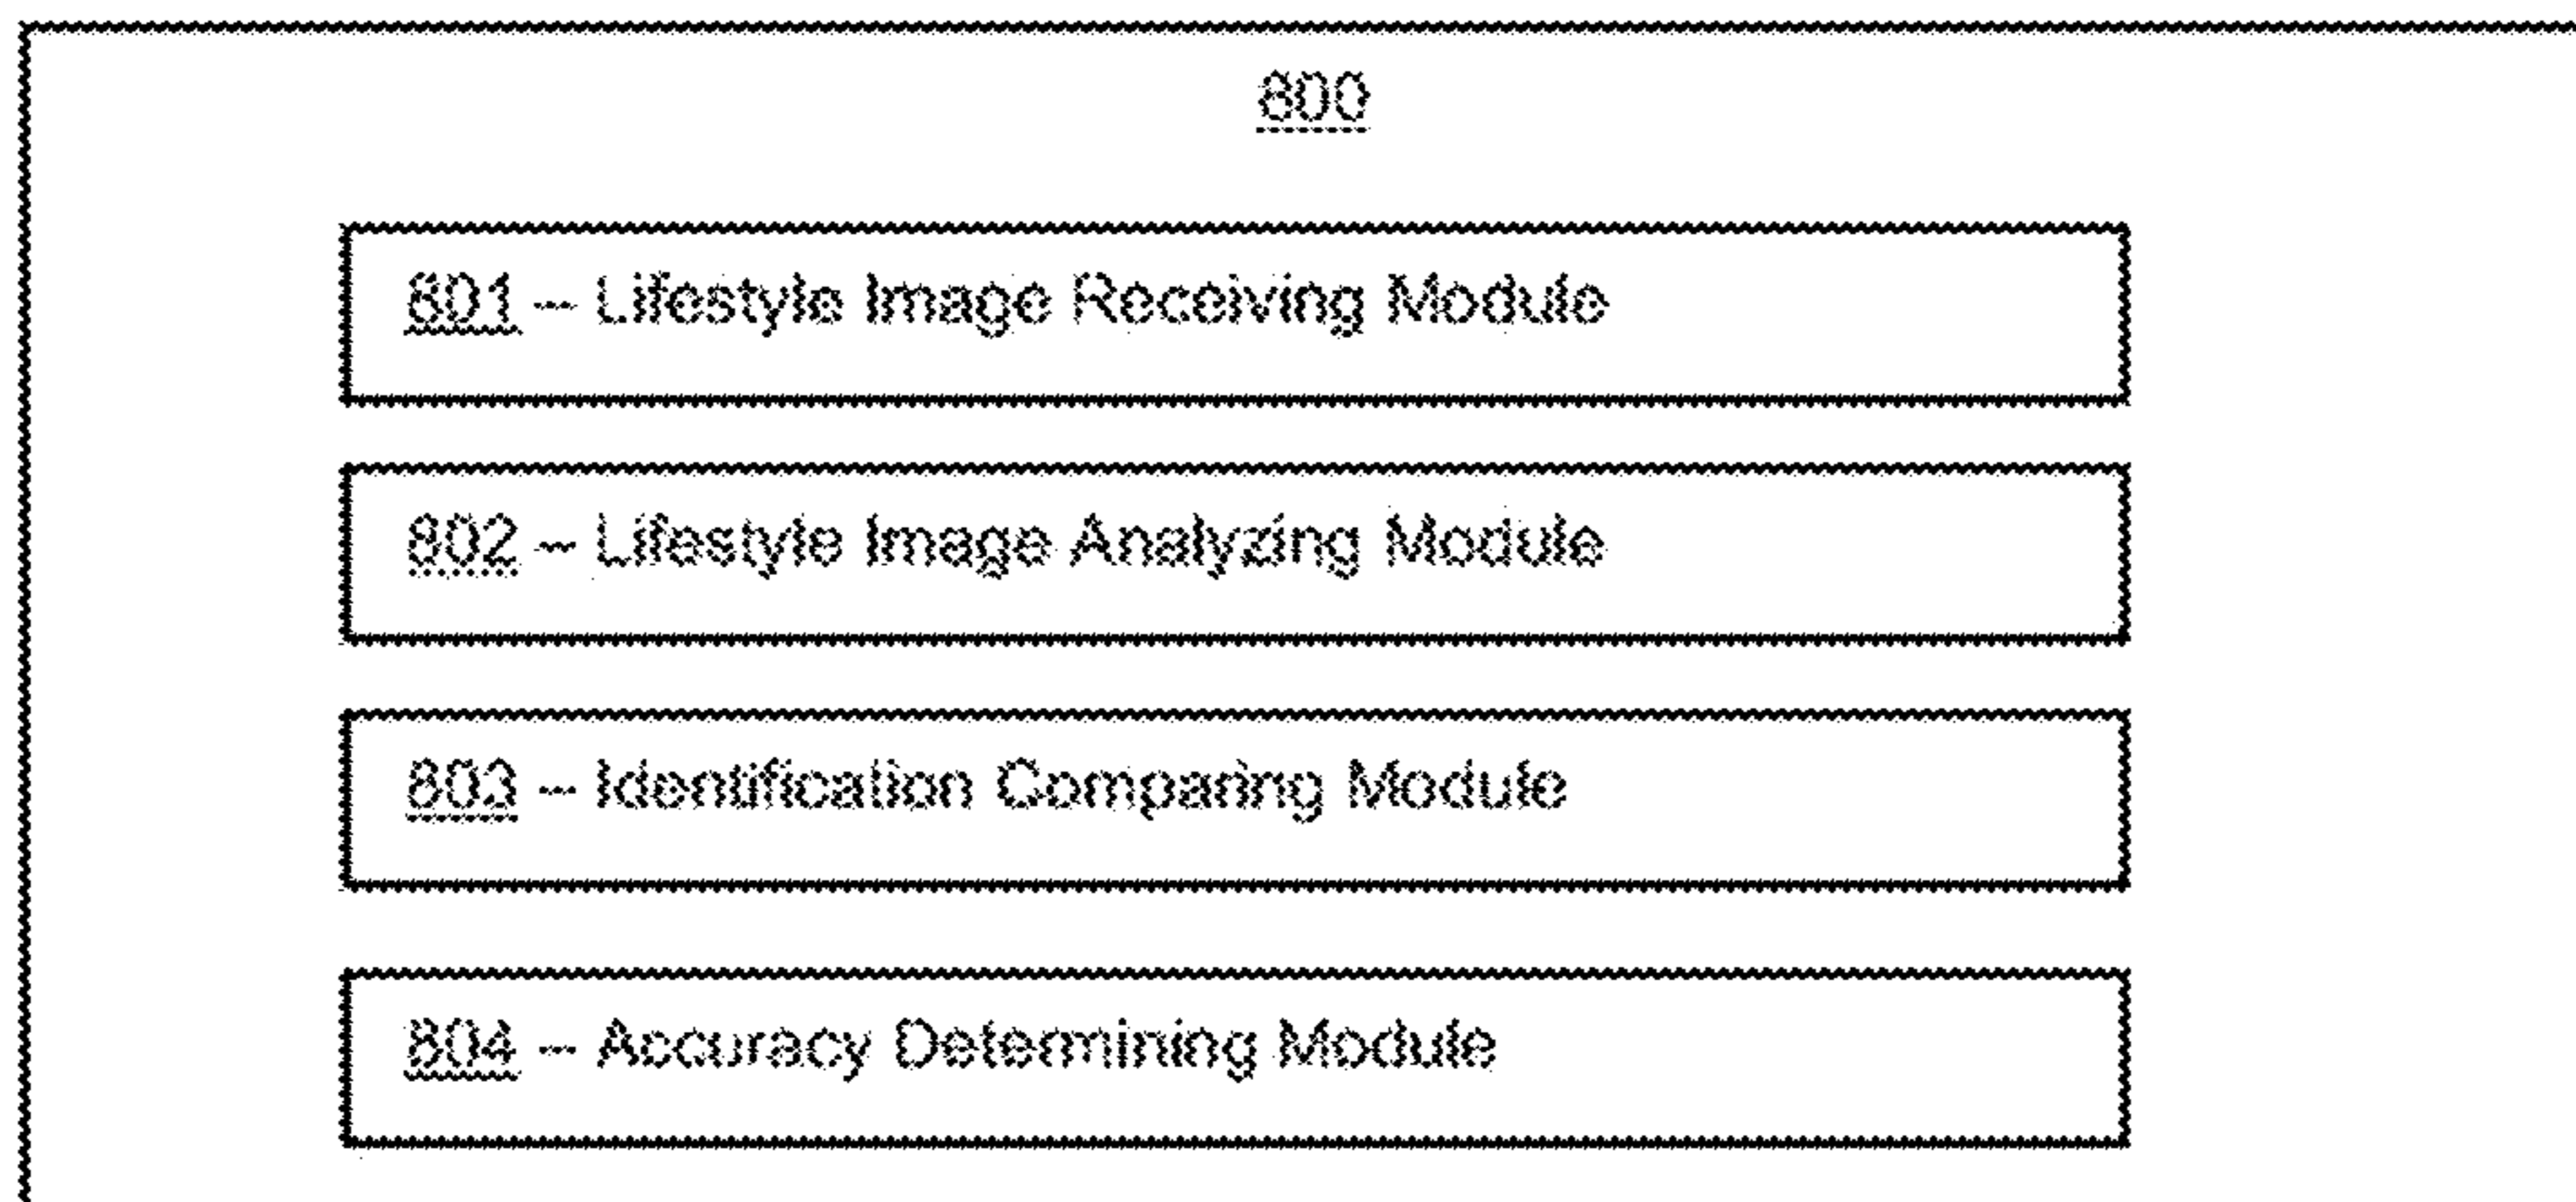 800
801 – Lifestyle Image Receiving Module
802 – Lifestyle Image Analyzing Module
803 – Identification Comparing Module
804 – Accuracy Determining Module